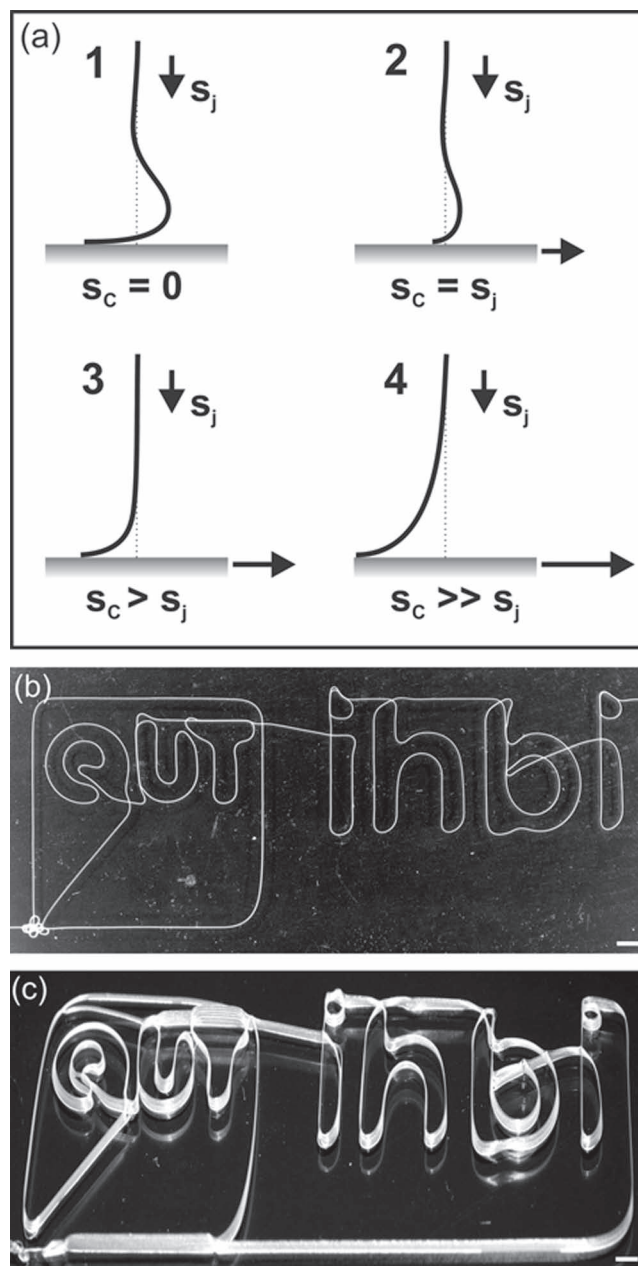 (a)
1
s_j
2
s_j
s_C = 0
s_C = s_j
3
s_j
4
s_j
s_C > s_j
s_C >> s_j
(b)
QUT ihbi
(c)
QUT ihbi